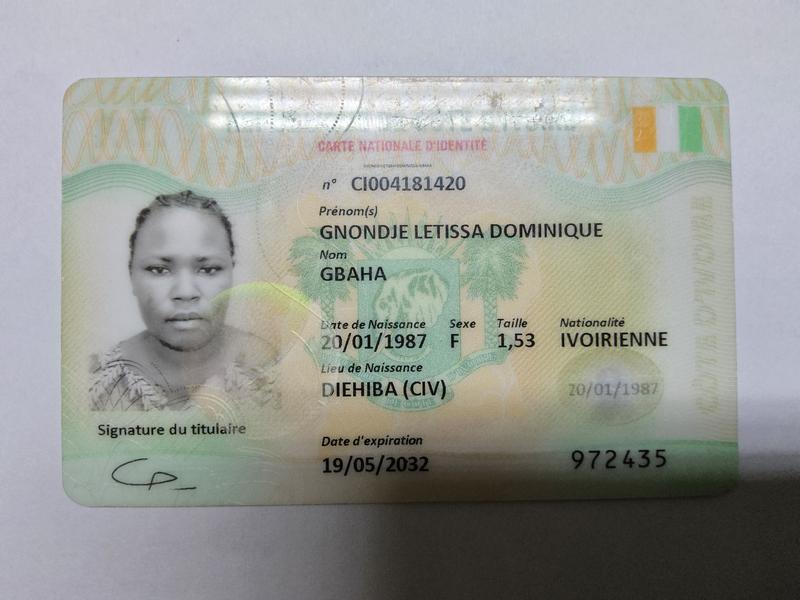 CARTE NATIONALE D'IDENTITÉ
n° CI004181420
Prénom(s)
GNONDJE LETISSA DOMINIQUE
Nom
GBAHA
Date de Naissance Sexe Taille Nationalité
20/01/1987 F 1,53 IVOIRIENNE
Lieu de Naissance
DIEHIBA (CIV)
20/01/1987
Signature du titulaire
Date d'expiration
19/05/2032
972435